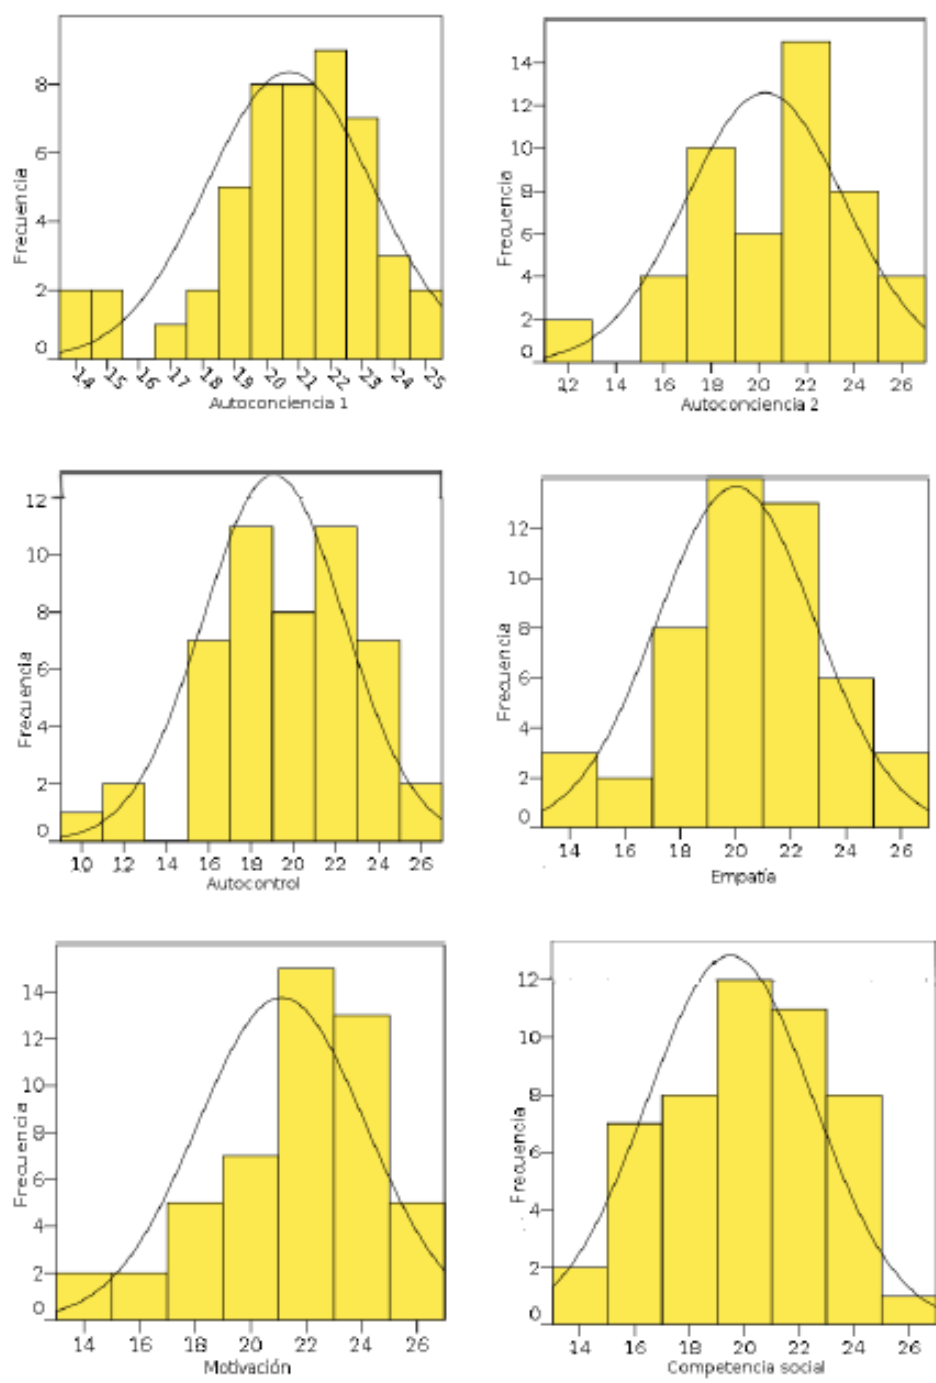 8
6
4
2
0
Frecuencia
14 15 16 17 18 19 20 21 22 23 24 25
Autoconciencia 1
14
12
10
8
6
4
2
0
Frecuencia
12 14 16 18 20 22 24 26
Autoconciencia 2
12
10
8
6
4
2
0
Frecuencia
10 12 14 16 18 20 22 24 26
Autocontrol
12
10
8
6
4
2
0
Frecuencia
14 16 18 20 22 24 26
Empatía
14
12
10
8
6
4
2
0
Frecuencia
14 16 18 20 22 24 26
Motivación
12
10
8
6
4
2
0
Frecuencia
14 16 18 20 22 24 26
Competencia social